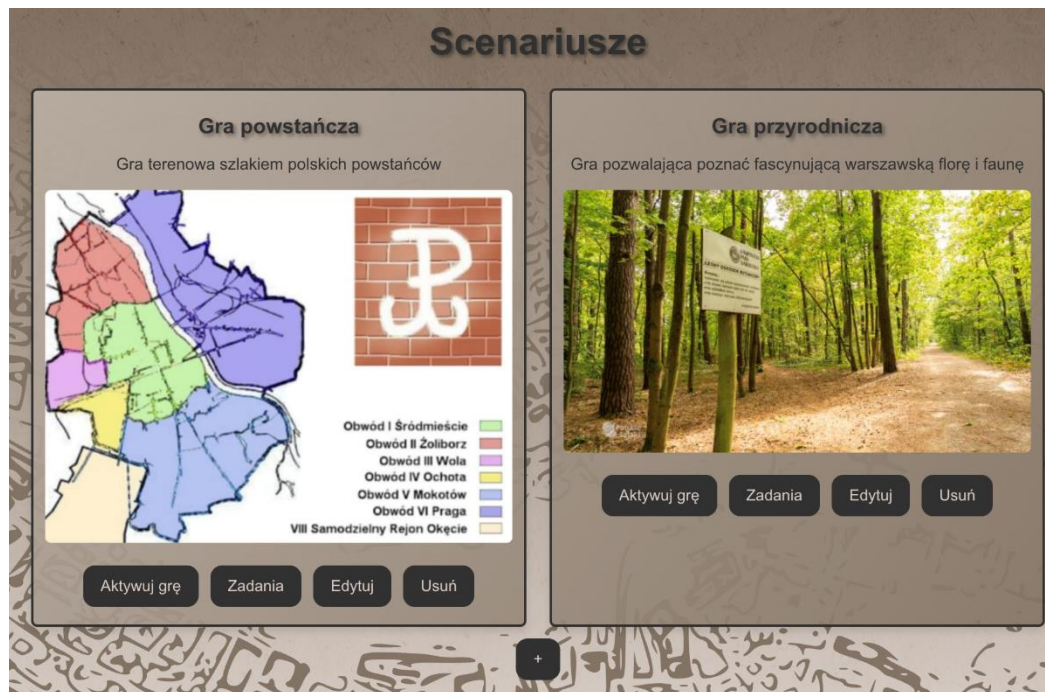 Scenariusze
Gra powstańcza
Gra terenowa szlakiem polskich powstańców
Obwód I Śródmieście
Obwód II Żoliborz
Obwód III Wola
Obwód IV Ochota
Obwód V Mokotów
Obwód VI Praga
VIII Samodzielny Rejon Okęcie
Aktywuj grę
Zadania
Edytuj
Usuń
Gra przyrodnicza
Gra pozwalająca poznać fascynującą warszawską florę i faunę
Aktywuj grę
Zadania
Edytuj
Usuń
+